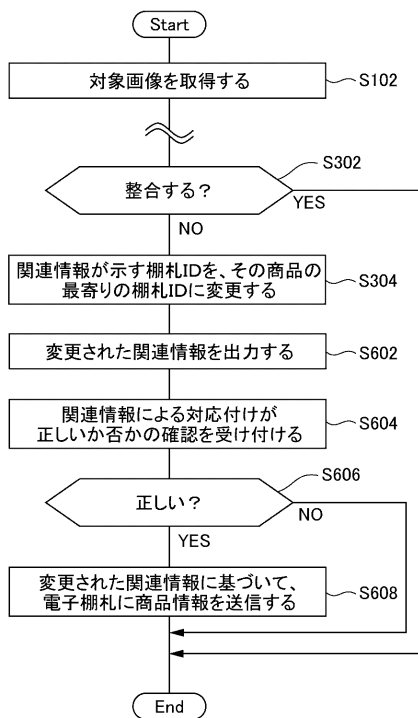 Start
対象画像を取得する
S102
整合する?
S302
YES
NO
関連情報が示す棚札IDを、その商品の
最寄りの棚札IDに変更する
S304
変更された関連情報を出力する
S602
関連情報による対応付けが
正しいか否かの確認を受け付ける
S604
正しい?
S606
NO
YES
変更された関連情報に基づいて、
電子棚札に商品情報を送信する
S608
End